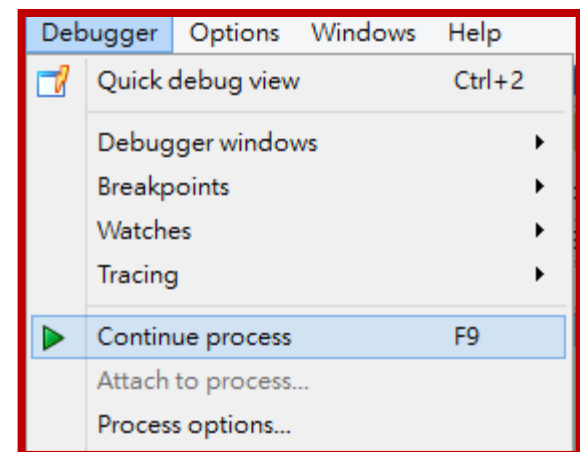 Debugger Options Windows Help
Quick debug view Ctrl+2
Debugger windows
Breakpoints
Watches
Tracing
Continue process F9
Attach to process...
Process options...